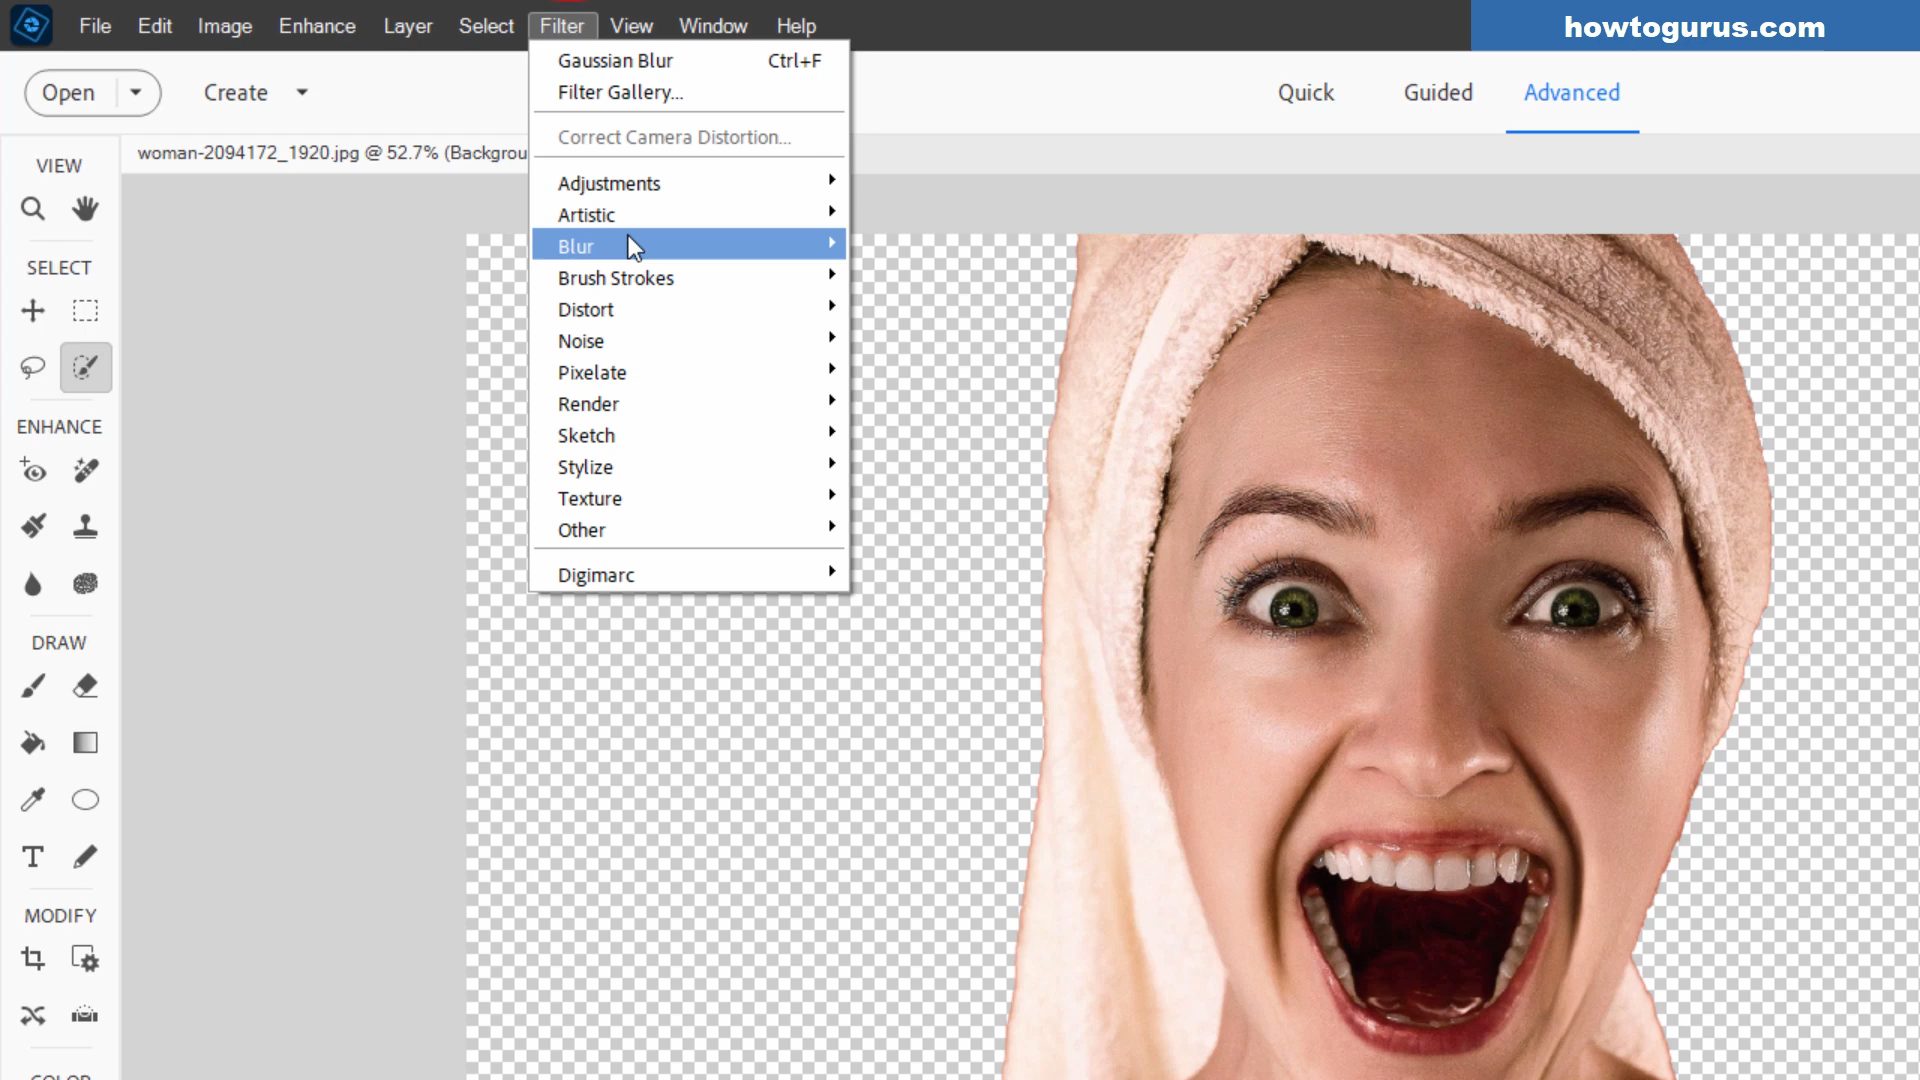 File Edit Image Enhance Layer Select Filter View Window Help
howtogurus.com
Open
Create
Quick
Guided
Advanced
woman-2094172_1920.jpg @ 52.7% (Backgrou
Gaussian Blur Ctrl+F
Filter Gallery...
Correct Camera Distortion...
Adjustments
Artistic
Blur
Brush Strokes
Distort
Noise
Pixelate
Render
Sketch
Stylize
Texture
Other
Digimarc
VIEW
SELECT
ENHANCE
DRAW
T
MODIFY
COLOR